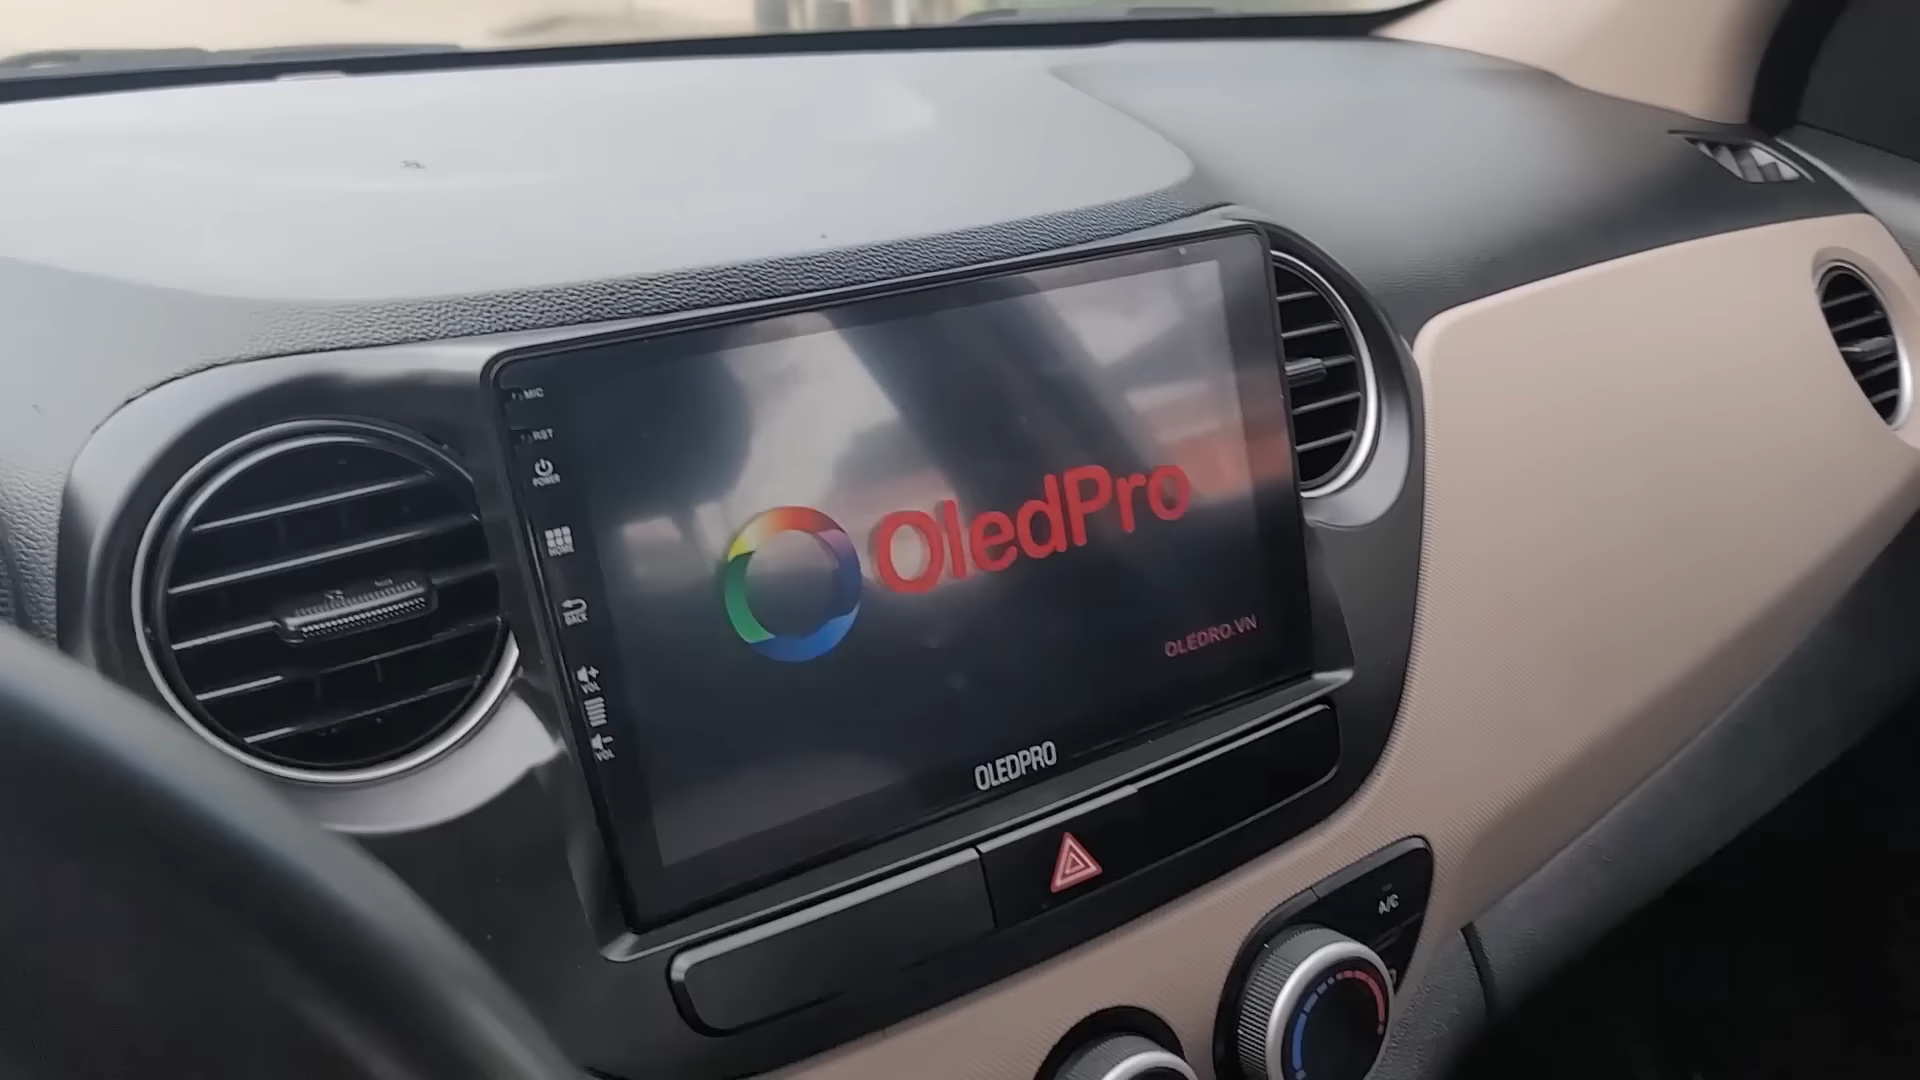 MIC
RST
POWER
HOME
BACK
VOL
VOL
OledPro
OLEDRO.VN
OLEDPRO
A/C